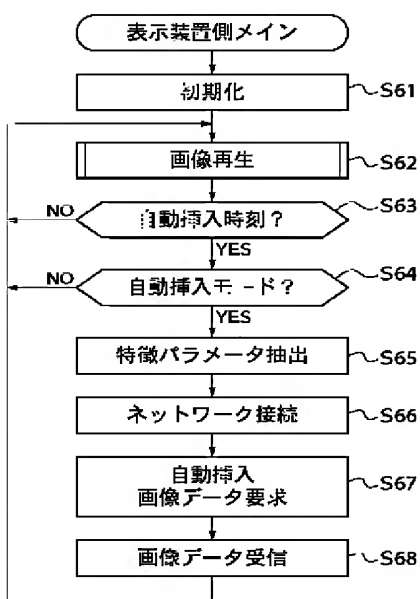 表示装置側メイン
初期化
S61
画像再生
S62
自動挿入時刻？
S63
NO
YES
自動挿入モード？
S64
NO
YES
特徴パラメータ抽出
S65
ネットワーク接続
S66
自動挿入
画像データ要求
S67
画像データ受信
S68